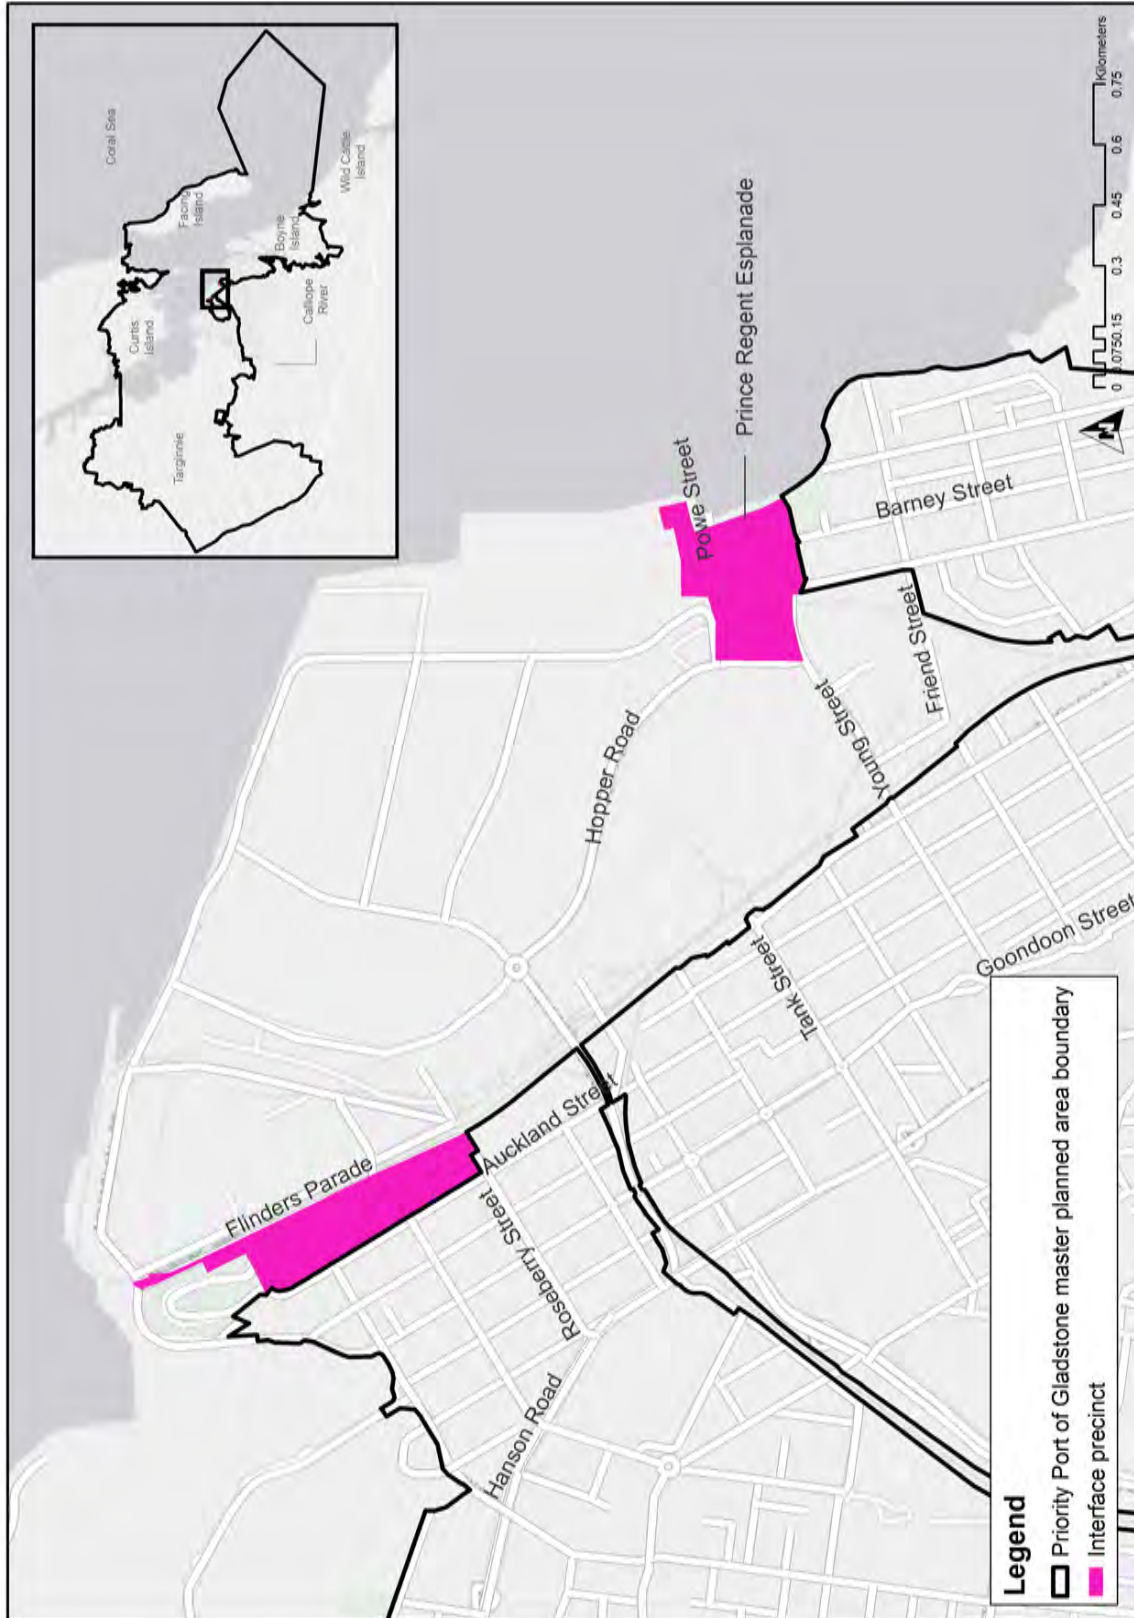 Coral Sea
Facing
Island
Curtis
Island
Targinnie
Boyne
Island
Wild Cattle
Island
Calliope
River
Flinders Parade
Auckland Street
Roseberry Street
Hanson Road
Hopper Road
Tank Street
Goondoon Street
Young Street
Friend Street
Barney Street
Powe Street
Prince Regent Esplanade
Legend
Priority Port of Gladstone master planned area boundary
Interface precinct
N
0 0.075 0.15 0.3 0.45 0.6 0.75
Kilometers